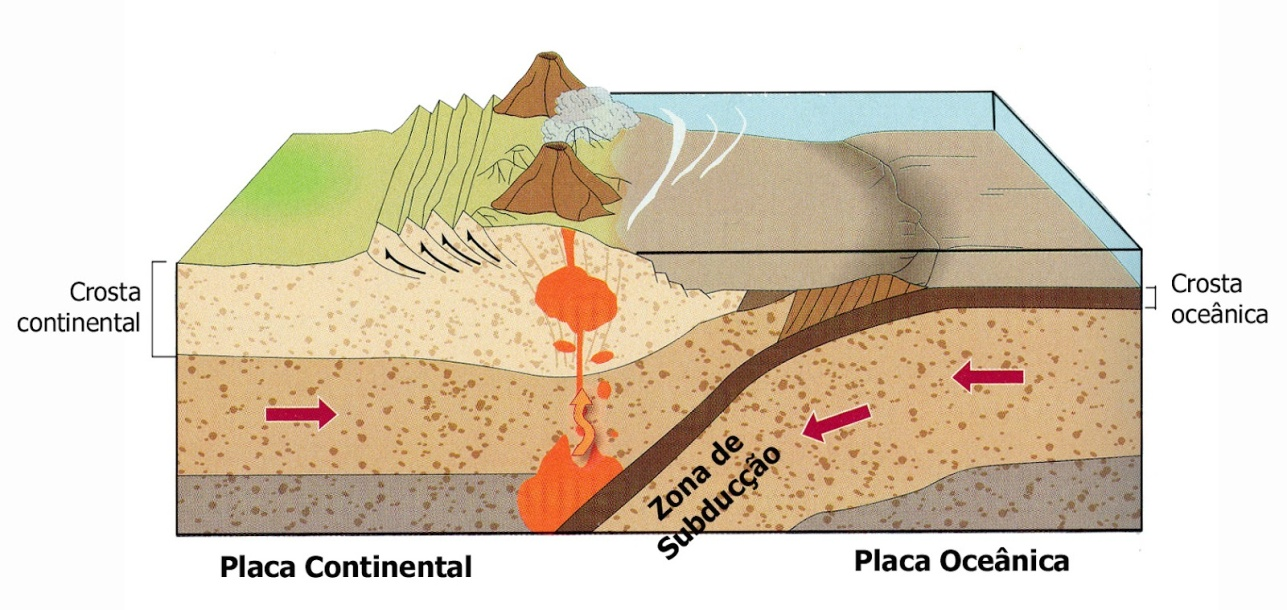 Crosta
continental
Crosta
oceânica
Zona de
Subducção
Placa Continental
Placa Oceânica